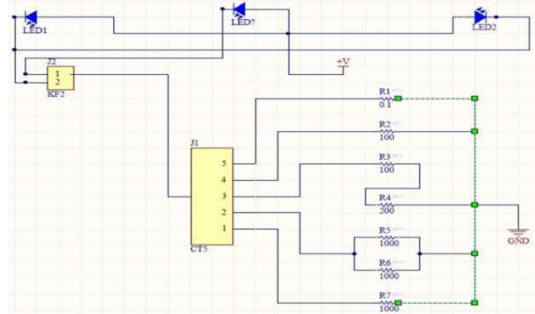 LED1
LED?
LED2
J2
1
2
KF2
+V
R1
0.1
R2
100
J1
R3
100
5
4
3
2
1
R4
200
GND
R5
1000
R6
1000
CT5
R7
1000